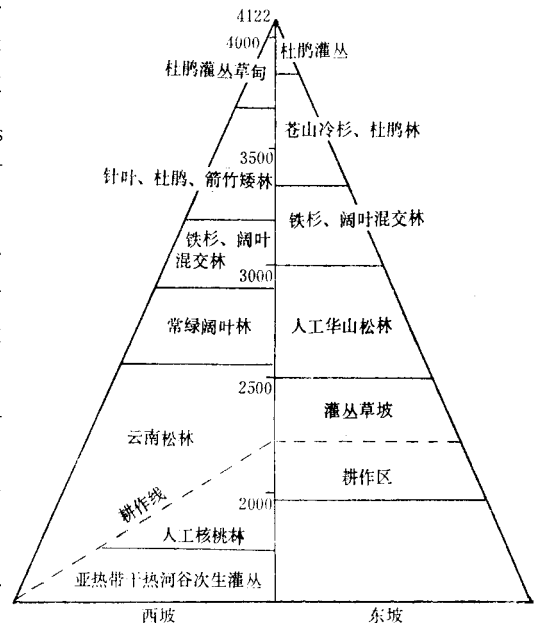 4122
4000
杜鹃灌丛
杜鹃灌丛草甸
苍山冷杉、杜鹃林
3500
针叶、杜鹃、箭竹矮林
铁杉、阔叶混交林
铁杉、阔叶
混交林
3000
常绿阔叶林
人工华山松林
2500
灌丛草坡
云南松林
耕作区
耕作线
2000
人工核桃林
亚热带干热河谷次生灌丛
西坡
东坡